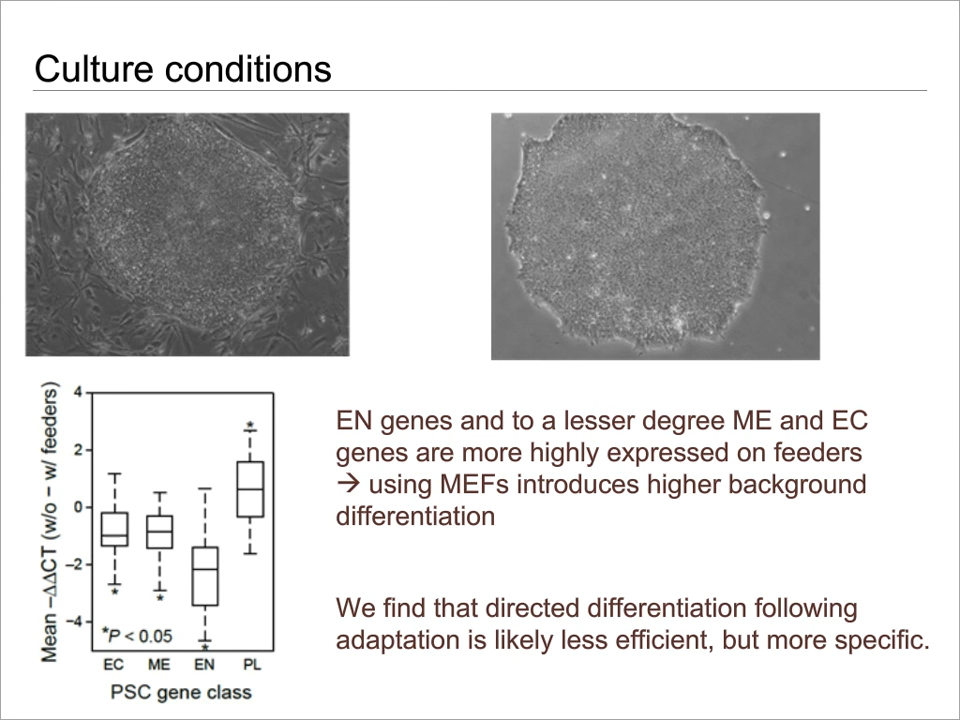 Culture conditions
4
2
0
−2
−4
Mean −ΔΔCT (w/o − w/ feeders)
*
*
*
*
*P < 0.05
EC ME EN PL
PSC gene class
EN genes and to a lesser degree ME and EC
genes are more highly expressed on feeders
→ using MEFs introduces higher background
differentiation
We find that directed differentiation following
adaptation is likely less efficient, but more specific.